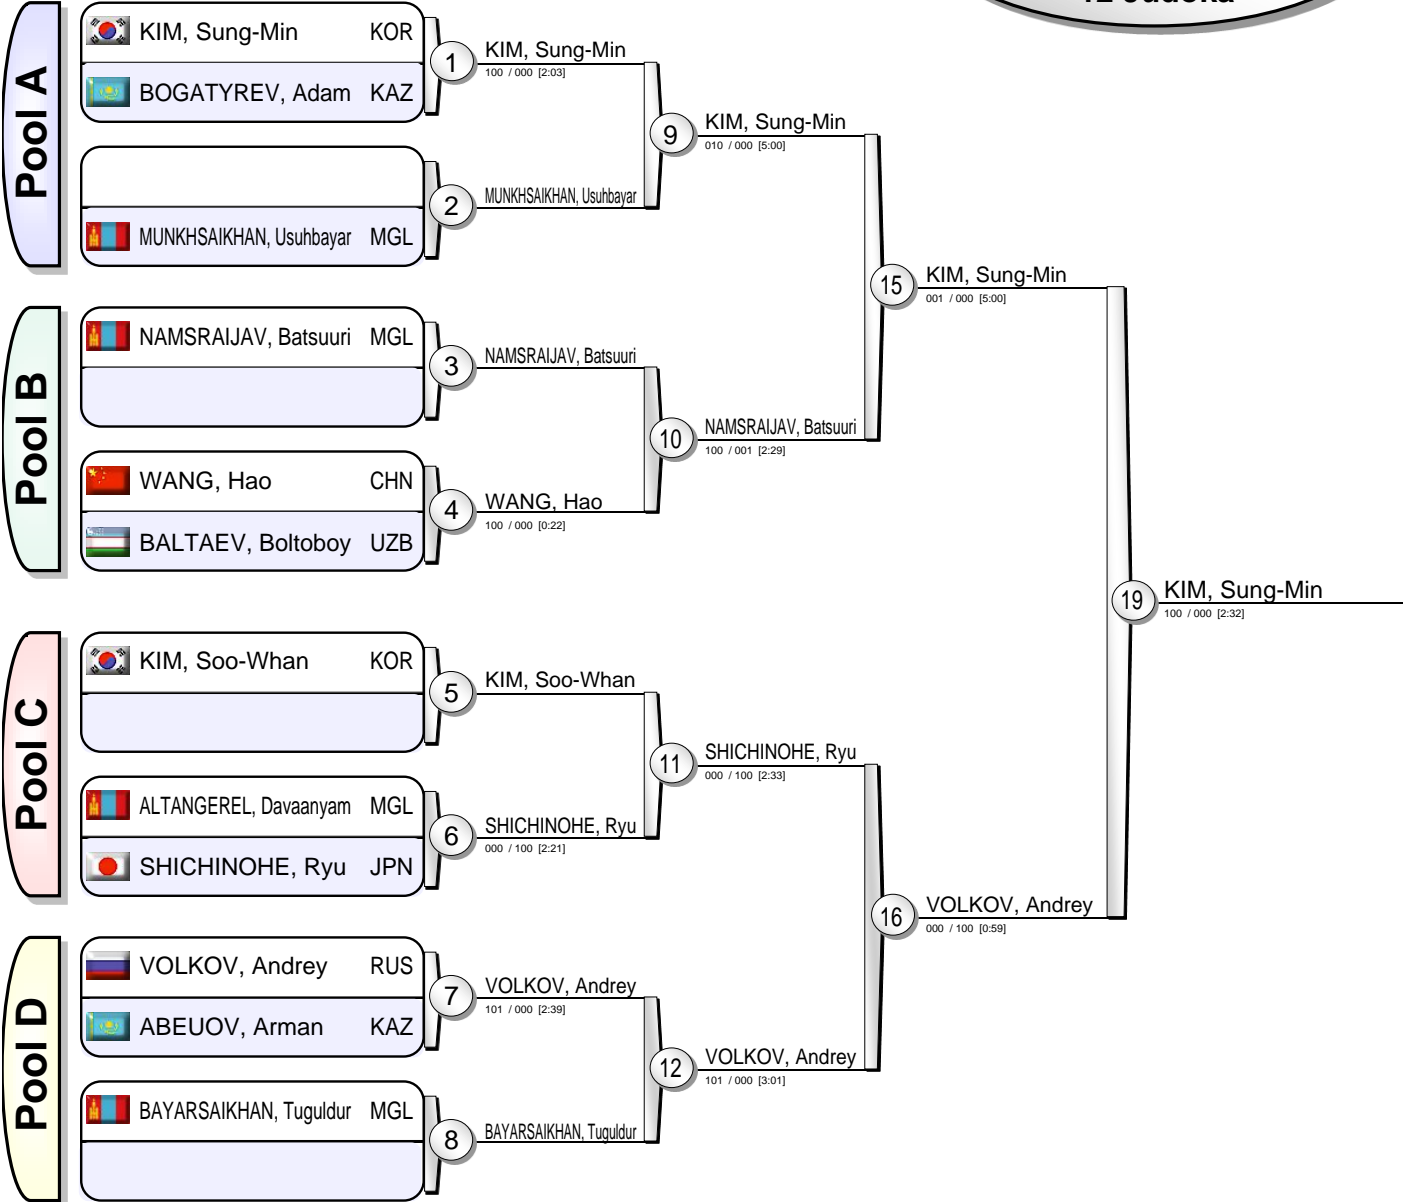 12 Judoka
Pool A
KIM, Sung-Min KOR
BOGATYREV, Adam KAZ
1
KIM, Sung-Min
100 / 000 [2:03]
MUNKHSAIKHAN, Usuhbayar MGL
2
MUNKHSAIKHAN, Usuhbayar
9
KIM, Sung-Min
010 / 000 [5:00]
Pool B
NAMSRAIJAV, Batsuuri MGL
3
NAMSRAIJAV, Batsuuri
WANG, Hao CHN
BALTAEV, Boltoboy UZB
4
WANG, Hao
100 / 000 [0:22]
10
NAMSRAIJAV, Batsuuri
100 / 001 [2:29]
15
KIM, Sung-Min
001 / 000 [5:00]
Pool C
KIM, Soo-Whan KOR
5
KIM, Soo-Whan
ALTANGEREL, Davaanyam MGL
SHICHINOHE, Ryu JPN
6
SHICHINOHE, Ryu
000 / 100 [2:21]
11
SHICHINOHE, Ryu
000 / 100 [2:33]
Pool D
VOLKOV, Andrey RUS
ABEUOV, Arman KAZ
7
VOLKOV, Andrey
101 / 000 [2:39]
BAYARSAIKHAN, Tuguldur MGL
8
BAYARSAIKHAN, Tuguldur
12
VOLKOV, Andrey
101 / 000 [3:01]
16
VOLKOV, Andrey
000 / 100 [0:59]
19
KIM, Sung-Min
100 / 000 [2:32]